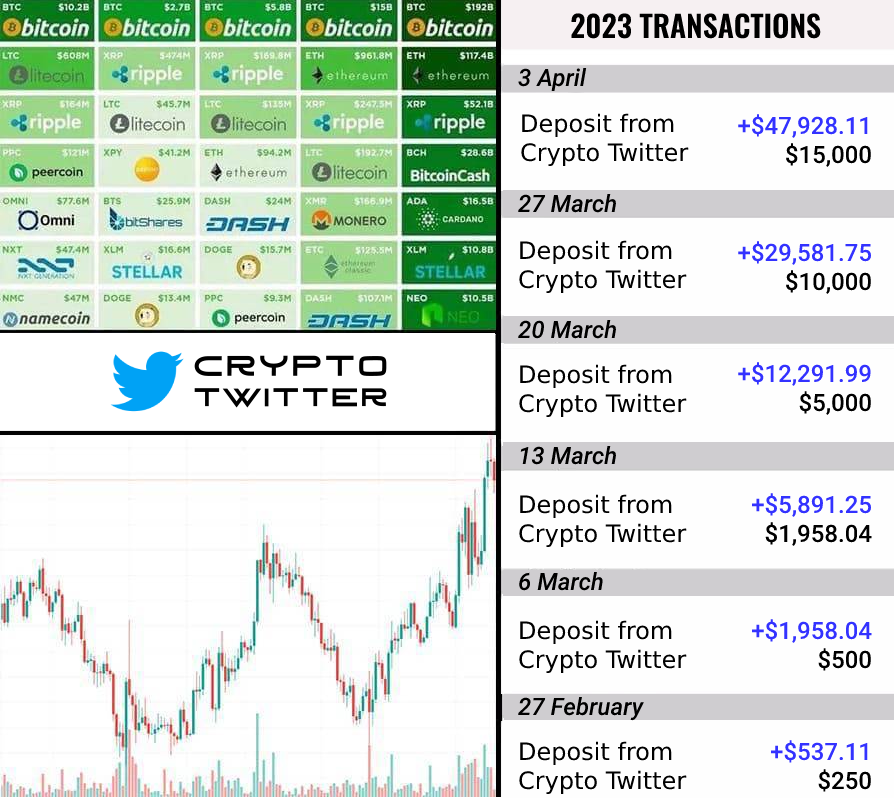 BTC $10.2B BTC $2.7B BTC $5.8B BTC $15B BTC $192B
bitcoin bitcoin bitcoin bitcoin bitcoin
LTC $608M XRP $474M XRP $169.8M ETH $961.8M ETH $117.4B
litecoin ripple ripple ethereum ethereum
XRP $164M LTC $45.7M LTC $135M XRP $247.5M XRP $52.1B
ripple litecoin litecoin ripple ripple
PPC $121M XPY $41.2M ETH $94.2M LTC $192.7M BCH $28.6B
peercoin ethereum litecoin BitcoinCash
OMNI $77.6M BTS $25.9M DASH $24M XMR $166.9M ADA $16.5B
Omni bitShares DASH MONERO CARDANO
NXT $47.4M XLM $16.6M DOGE $15.7M ETC $125.5M XLM $10.8B
NXT GENERATION STELLAR ethereum classic STELLAR
NMC $47M DOGE $13.4M PPC $9.3M DASH $107.1M NEO $10.5B
namecoin peercoin DASH NEO
CRYPTO
TWITTER
2023 TRANSACTIONS
3 April
Deposit from +$47,928.11
Crypto Twitter $15,000
27 March
Deposit from +$29,581.75
Crypto Twitter $10,000
20 March
Deposit from +$12,291.99
Crypto Twitter $5,000
13 March
Deposit from +$5,891.25
Crypto Twitter $1,958.04
6 March
Deposit from +$1,958.04
Crypto Twitter $500
27 February
Deposit from +$537.11
Crypto Twitter $250